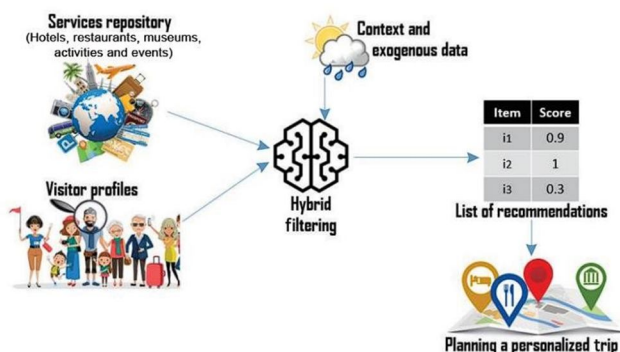 Services repository
(Hotels, restaurants, museums,
activities and events)
Context and
exogenous data
Visitor profiles
Hybrid
filtering
Item Score
i1 0.9
i2 1
i3 0.3
List of recommendations
Planning a personalized trip